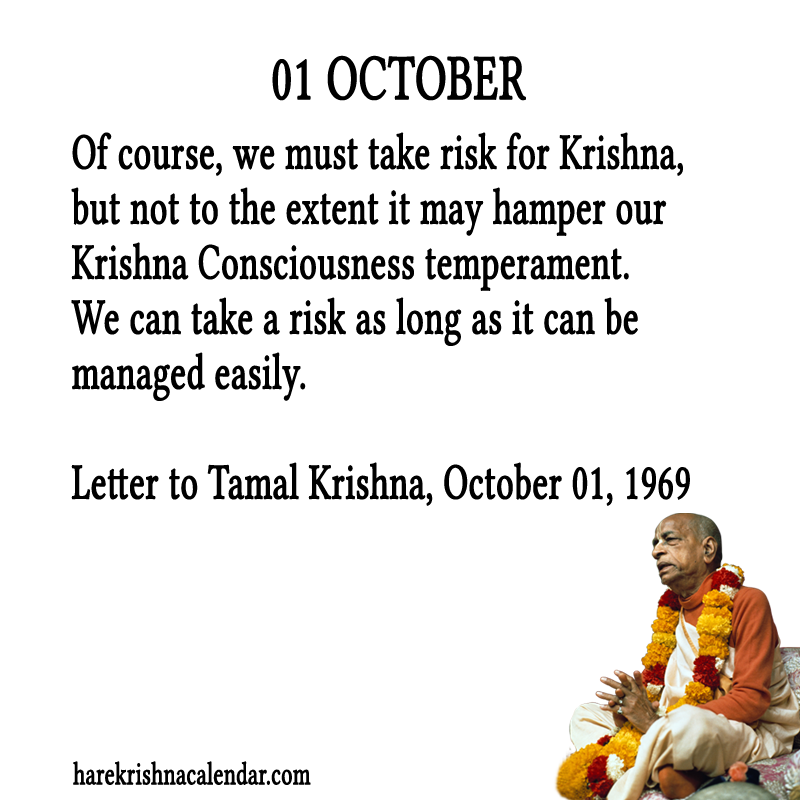 01 OCTOBER
Of course, we must take risk for Krishna,
but not to the extent it may hamper our
Krishna Consciousness temperament.
We can take a risk as long as it can be
managed easily.
Letter to Tamal Krishna, October 01, 1969
harekrishnacalendar.com